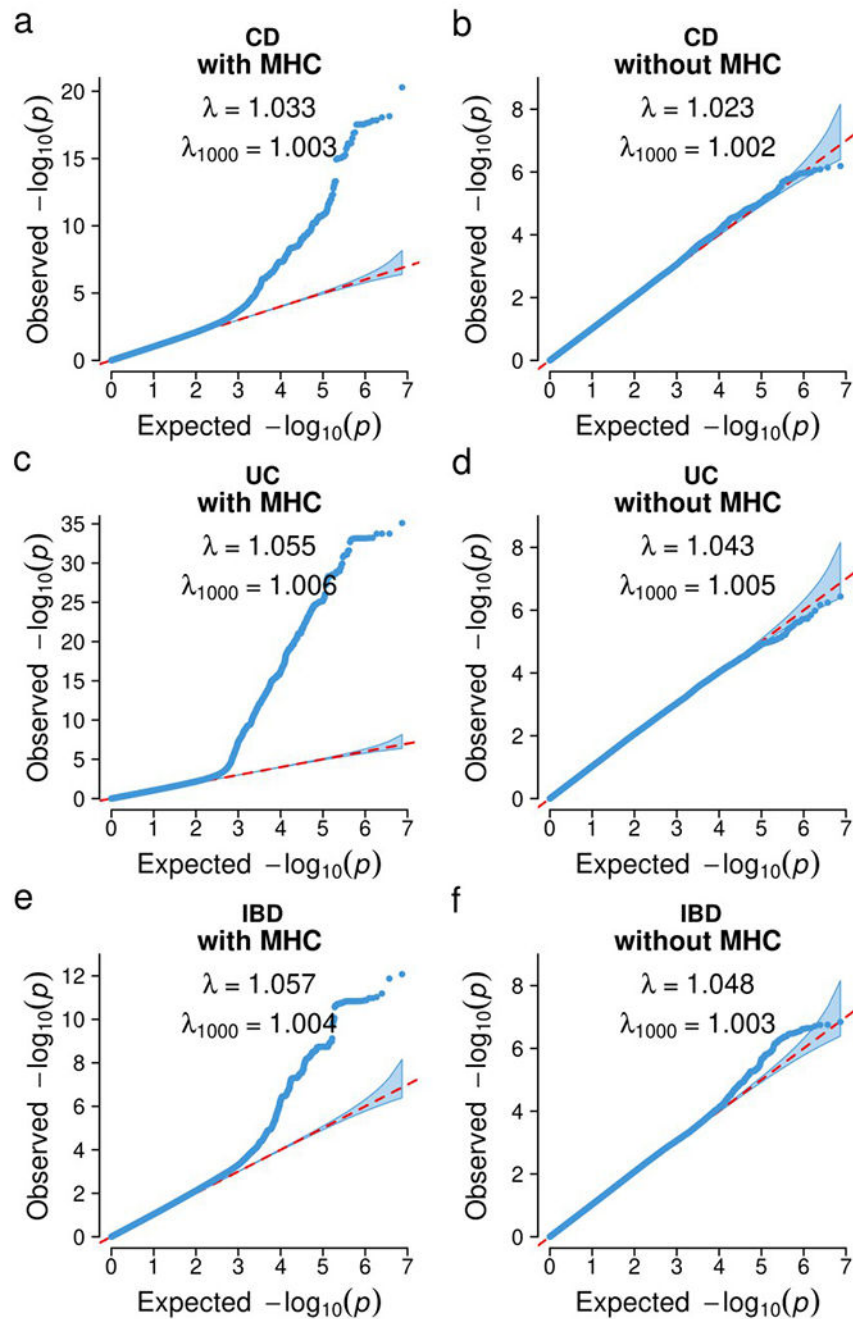 a
CD
with MHC
λ = 1.033
λ1000 = 1.003
20
15
10
5
0
Observed −log10(p)
0 1 2 3 4 5 6 7
Expected −log10(p)
b
CD
without MHC
λ = 1.023
λ1000 = 1.002
8
6
4
2
0
Observed −log10(p)
0 1 2 3 4 5 6 7
Expected −log10(p)
c
UC
with MHC
λ = 1.055
λ1000 = 1.006
35
30
25
20
15
10
5
0
Observed −log10(p)
0 1 2 3 4 5 6 7
Expected −log10(p)
d
UC
without MHC
λ = 1.043
λ1000 = 1.005
8
6
4
2
0
Observed −log10(p)
0 1 2 3 4 5 6 7
Expected −log10(p)
e
IBD
with MHC
λ = 1.057
λ1000 = 1.004
12
10
8
6
4
2
0
Observed −log10(p)
0 1 2 3 4 5 6 7
Expected −log10(p)
f
IBD
without MHC
λ = 1.048
λ1000 = 1.003
8
6
4
2
0
Observed −log10(p)
0 1 2 3 4 5 6 7
Expected −log10(p)